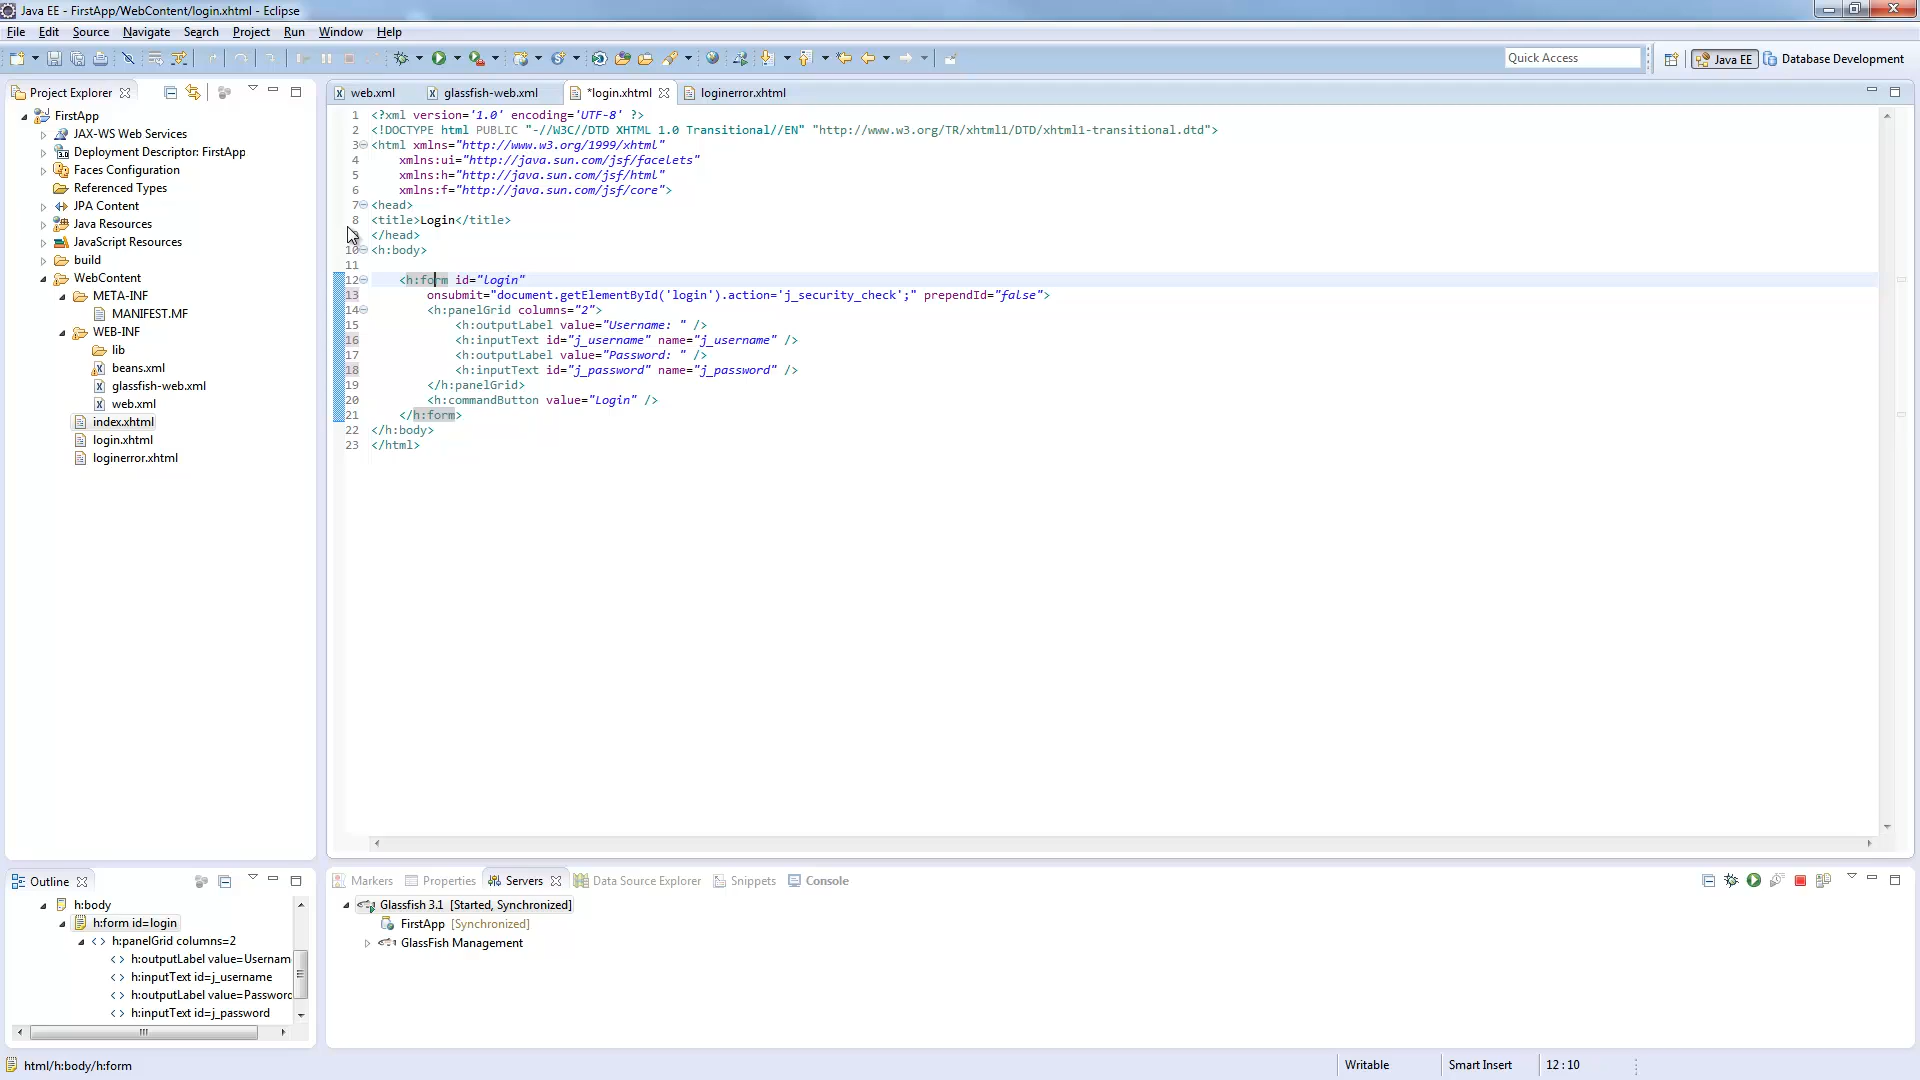 Java EE - FirstApp/WebContent/login.xhtml - Eclipse
File Edit Source Navigate Search Project Run Window Help
Quick Access
Java EE
Database Development
Project Explorer
FirstApp
JAX-WS Web Services
Deployment Descriptor: FirstApp
Faces Configuration
Referenced Types
JPA Content
Java Resources
JavaScript Resources
build
WebContent
META-INF
MANIFEST.MF
WEB-INF
lib
beans.xml
glassfish-web.xml
web.xml
index.xhtml
login.xhtml
loginerror.xhtml
web.xml glassfish-web.xml *login.xhtml loginerror.xhtml
1 <?xml version='1.0' encoding='UTF-8' ?>
2 <!DOCTYPE html PUBLIC "-//W3C//DTD XHTML 1.0 Transitional//EN" "http://www.w3.org/TR/xhtml1/DTD/xhtml1-transitional.dtd">
3 <html xmlns="http://www.w3.org/1999/xhtml"
4 xmlns:ui="http://java.sun.com/jsf/facelets"
5 xmlns:h="http://java.sun.com/jsf/html"
6 xmlns:f="http://java.sun.com/jsf/core">
7 <head>
8 <title>Login</title>
</head>
10 <h:body>
11
12 <h:form id="login"
13 onsubmit="document.getElementById('login').action='j_security_check';" prependId="false">
14 <h:panelGrid columns="2">
15 <h:outputLabel value="Username: " />
16 <h:inputText id="j_username" name="j_username" />
17 <h:outputLabel value="Password: " />
18 <h:inputText id="j_password" name="j_password" />
19 </h:panelGrid>
20 <h:commandButton value="Login" />
21 </h:form>
22 </h:body>
23 </html>
Outline
h:body
h:form id=login
h:panelGrid columns=2
h:outputLabel value=Usernam
h:inputText id=j_username
h:outputLabel value=Password
h:inputText id=j_password
Markers Properties Servers Data Source Explorer Snippets Console
Glassfish 3.1 [Started, Synchronized]
FirstApp [Synchronized]
GlassFish Management
html/h:body/h:form
Writable
Smart Insert
12 : 10